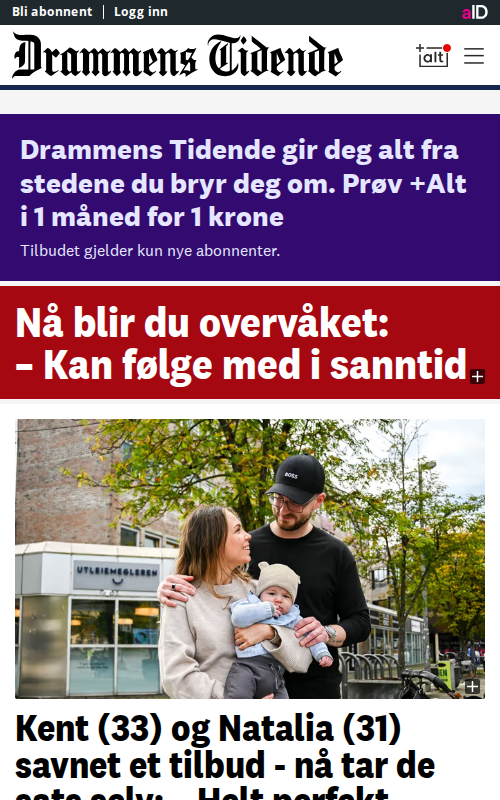 Bli abonnent | Logg inn
aID
Drammens Tidende
+alt
Drammens Tidende gir deg alt fra
stedene du bryr deg om. Prøv +Alt
i 1 måned for 1 krone
Tilbudet gjelder kun nye abonnenter.
Nå blir du overvåket:
– Kan følge med i sanntid
BOSS
UTLEIEMEGLEREN
Kent (33) og Natalia (31)
savnet et tilbud - nå tar de